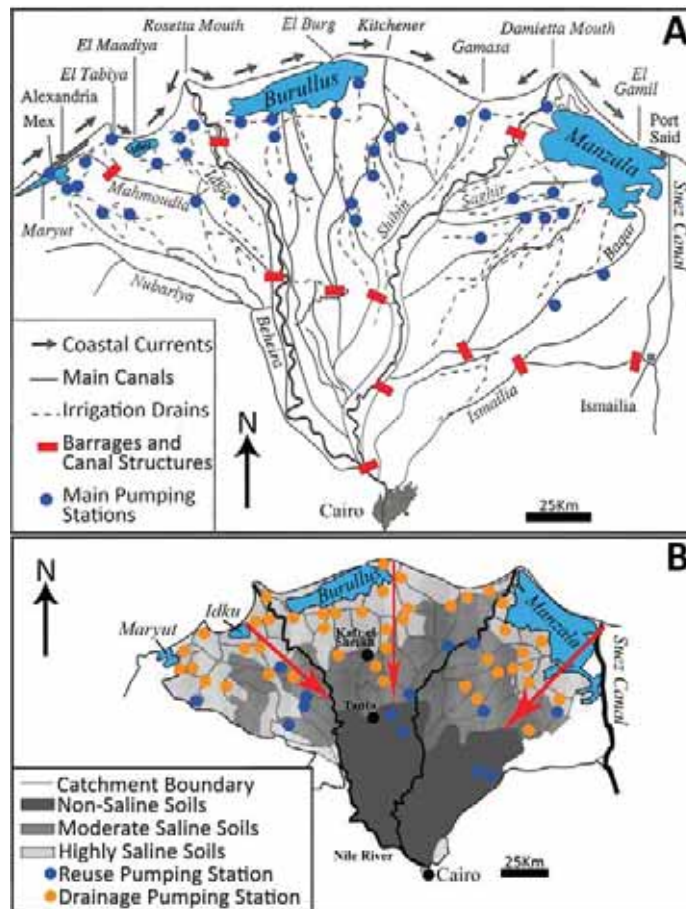 A
Rosetta Mouth
El Burg
Kitchener
Damietta Mouth
El Maadiya
Gamasa
El Tabiya
El
Gamil
Alexandria
Mex
Port
Said
Burullus
Idku
Manzala
Maryut
Mahmoudia
Shibin
Saghir
Baqar
Suez Canal
Nubariya
Beheira
Ismailia
Ismailia
Cairo
Coastal Currents
Main Canals
Irrigation Drains
Barrages and
Canal Structures
Main Pumping
Stations
N
25Km
B
N
Burullus
Idku
Maryut
Manzala
Suez Canal
Tanta
Nile River
Cairo
25Km
Catchment Boundary
Non-Saline Soils
Moderate Saline Soils
Highly Saline Soils
Reuse Pumping Station
Drainage Pumping Station